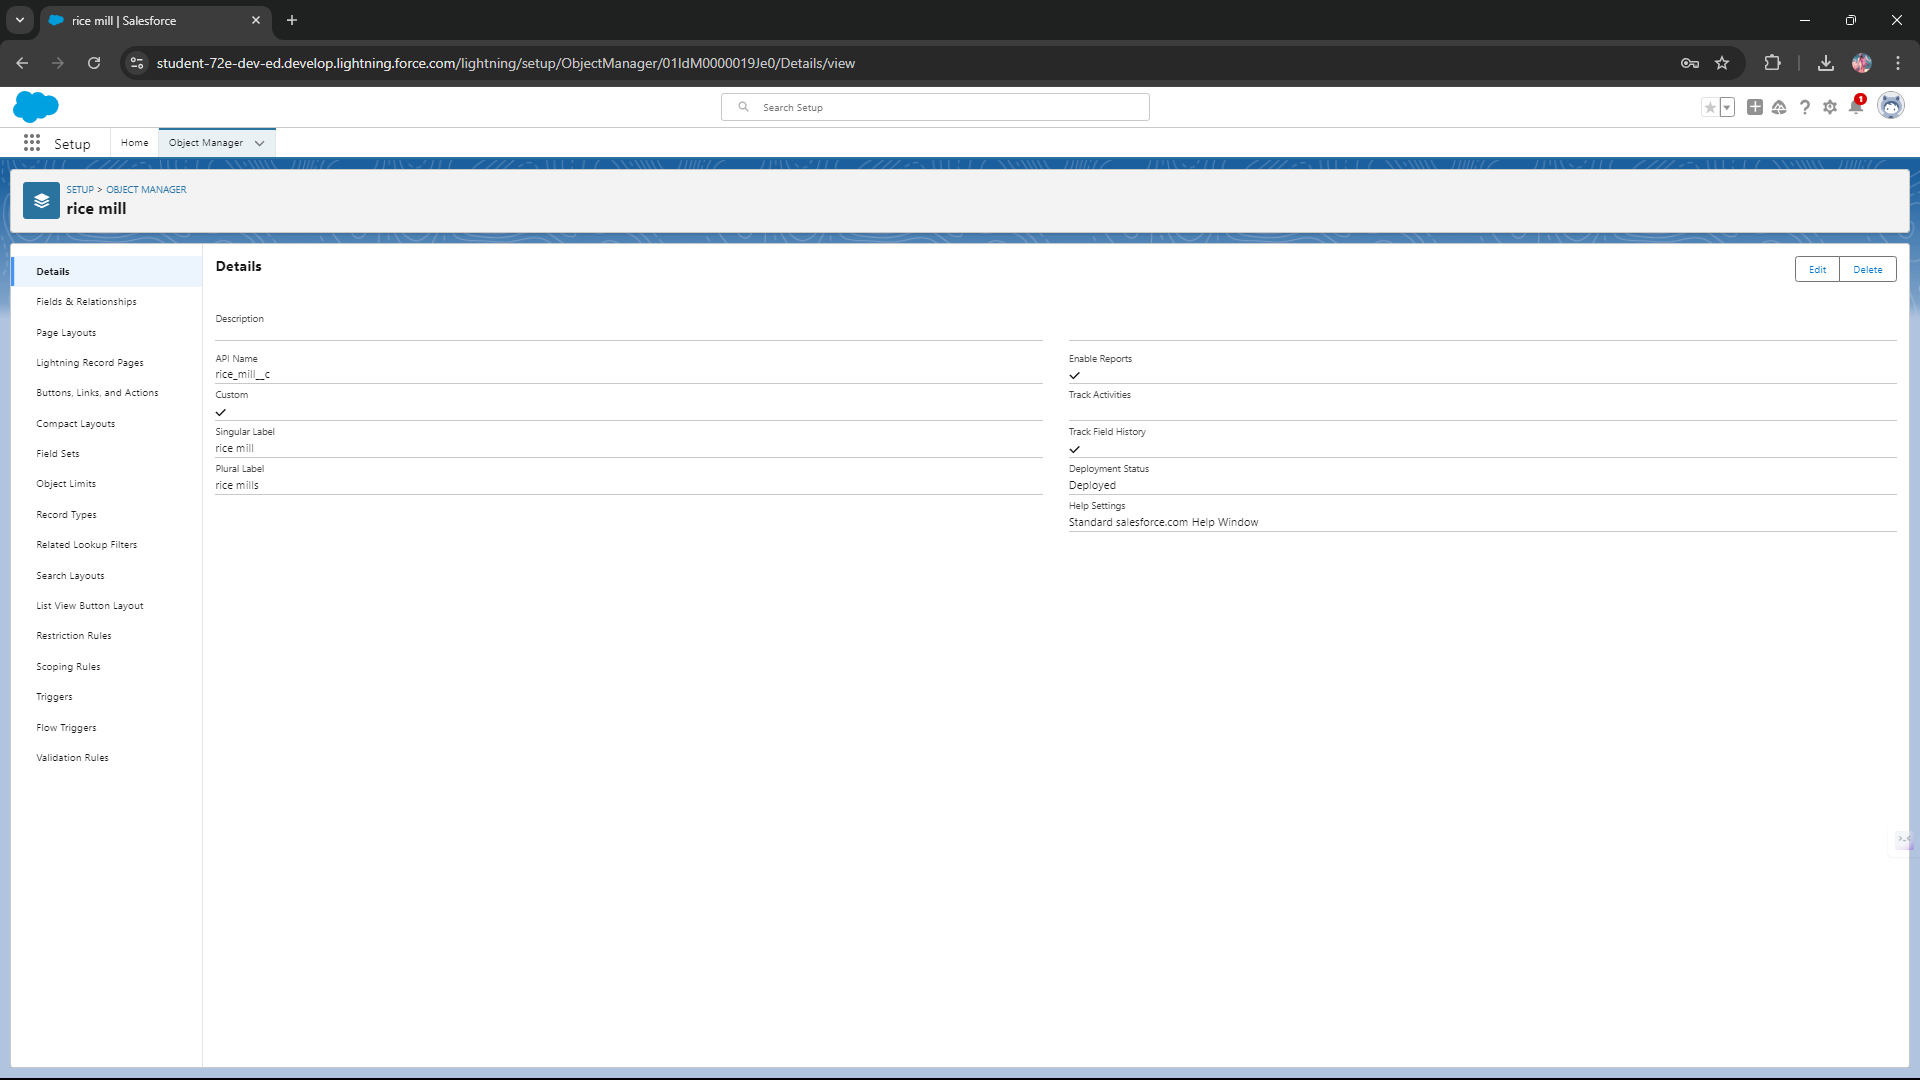 rice mill | Salesforce
student-72e-dev-ed.develop.lightning.force.com/lightning/setup/ObjectManager/01IdM0000019Je0/Details/view
Search Setup
1
Setup
Home
Object Manager
SETUP > OBJECT MANAGER
rice mill
Details
Fields & Relationships
Page Layouts
Lightning Record Pages
Buttons, Links, and Actions
Compact Layouts
Field Sets
Object Limits
Record Types
Related Lookup Filters
Search Layouts
List View Button Layout
Restriction Rules
Scoping Rules
Triggers
Flow Triggers
Validation Rules
Details
Edit
Delete
Description
API Name
rice_mill__c
Custom
Singular Label
rice mill
Plural Label
rice mills
Enable Reports
Track Activities
Track Field History
Deployment Status
Deployed
Help Settings
Standard salesforce.com Help Window